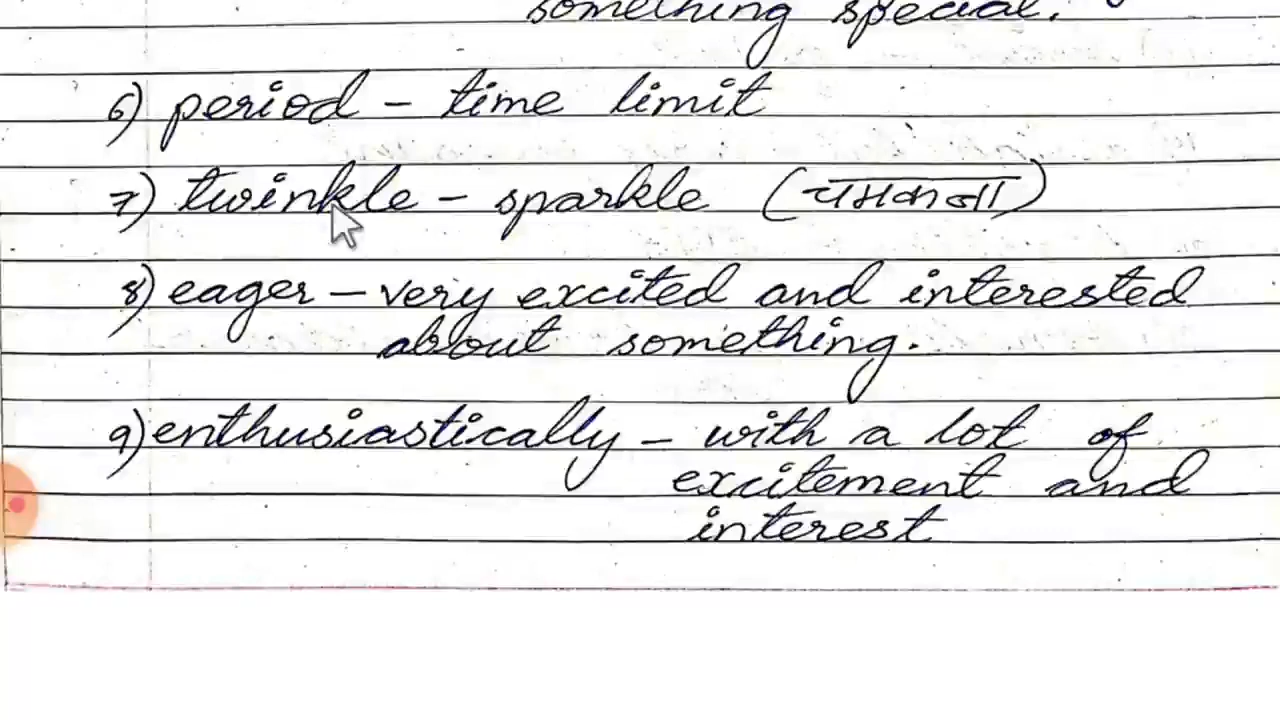 something special.
6) period - time limit
7) twinkle - sparkle (चमकना)
8) eager - very excited and interested
about something.
9) enthusiastically - with a lot of
excitement and
interest